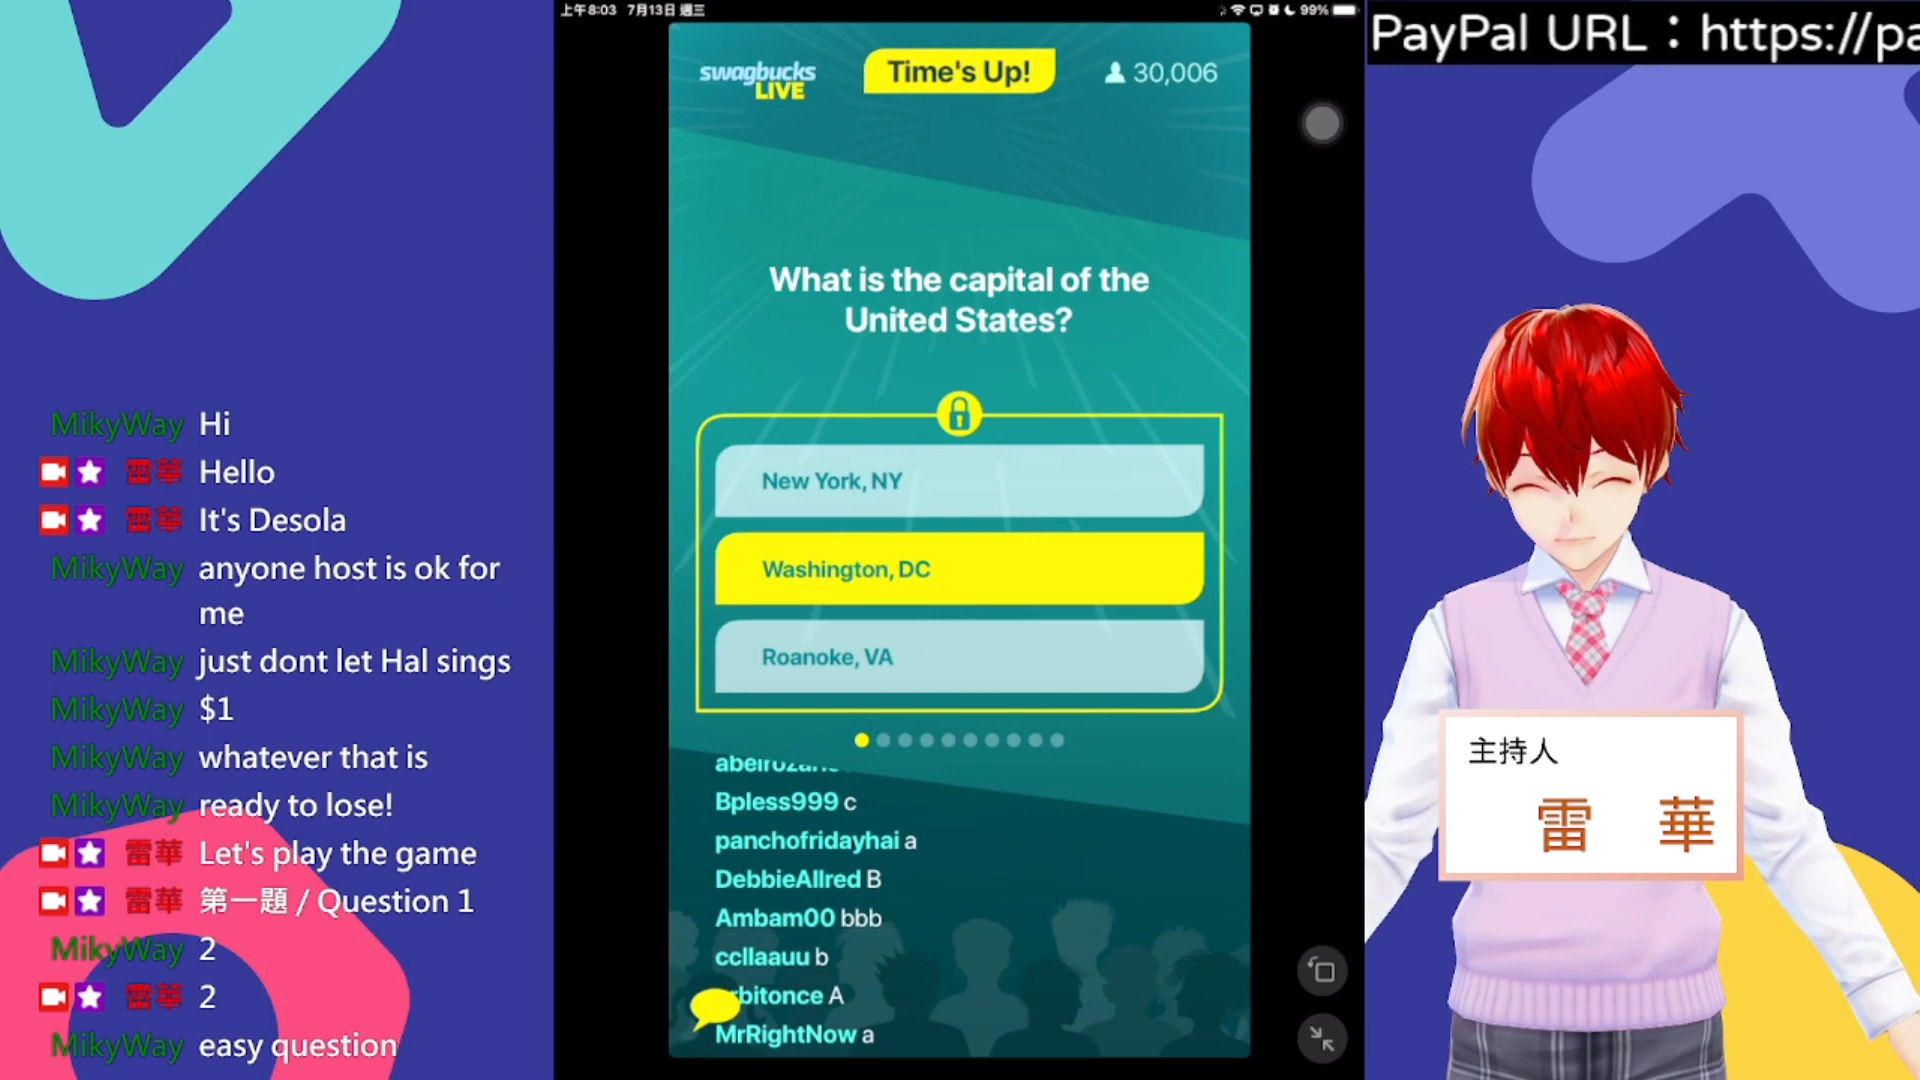 MikyWay Hi
雷華 Hello
雷華 It's Desola
MikyWay anyone host is ok for
me
MikyWay just dont let Hal sings
MikyWay $1
MikyWay whatever that is
MikyWay ready to lose!
雷華 Let's play the game
雷華 第一題 / Question 1
MikyWay 2
雷華 2
MikyWay easy question
上午8:03 7月13日 週三
99%
swagbucks
LIVE
Time's Up!
30,006
What is the capital of the
United States?
New York, NY
Washington, DC
Roanoke, VA
Bpless999 c
panchofridayhai a
DebbieAllred B
Ambam00 bbb
ccllaauu b
rbitonce A
MrRightNow a
PayPal URL：https://pa
主持人
雷 華